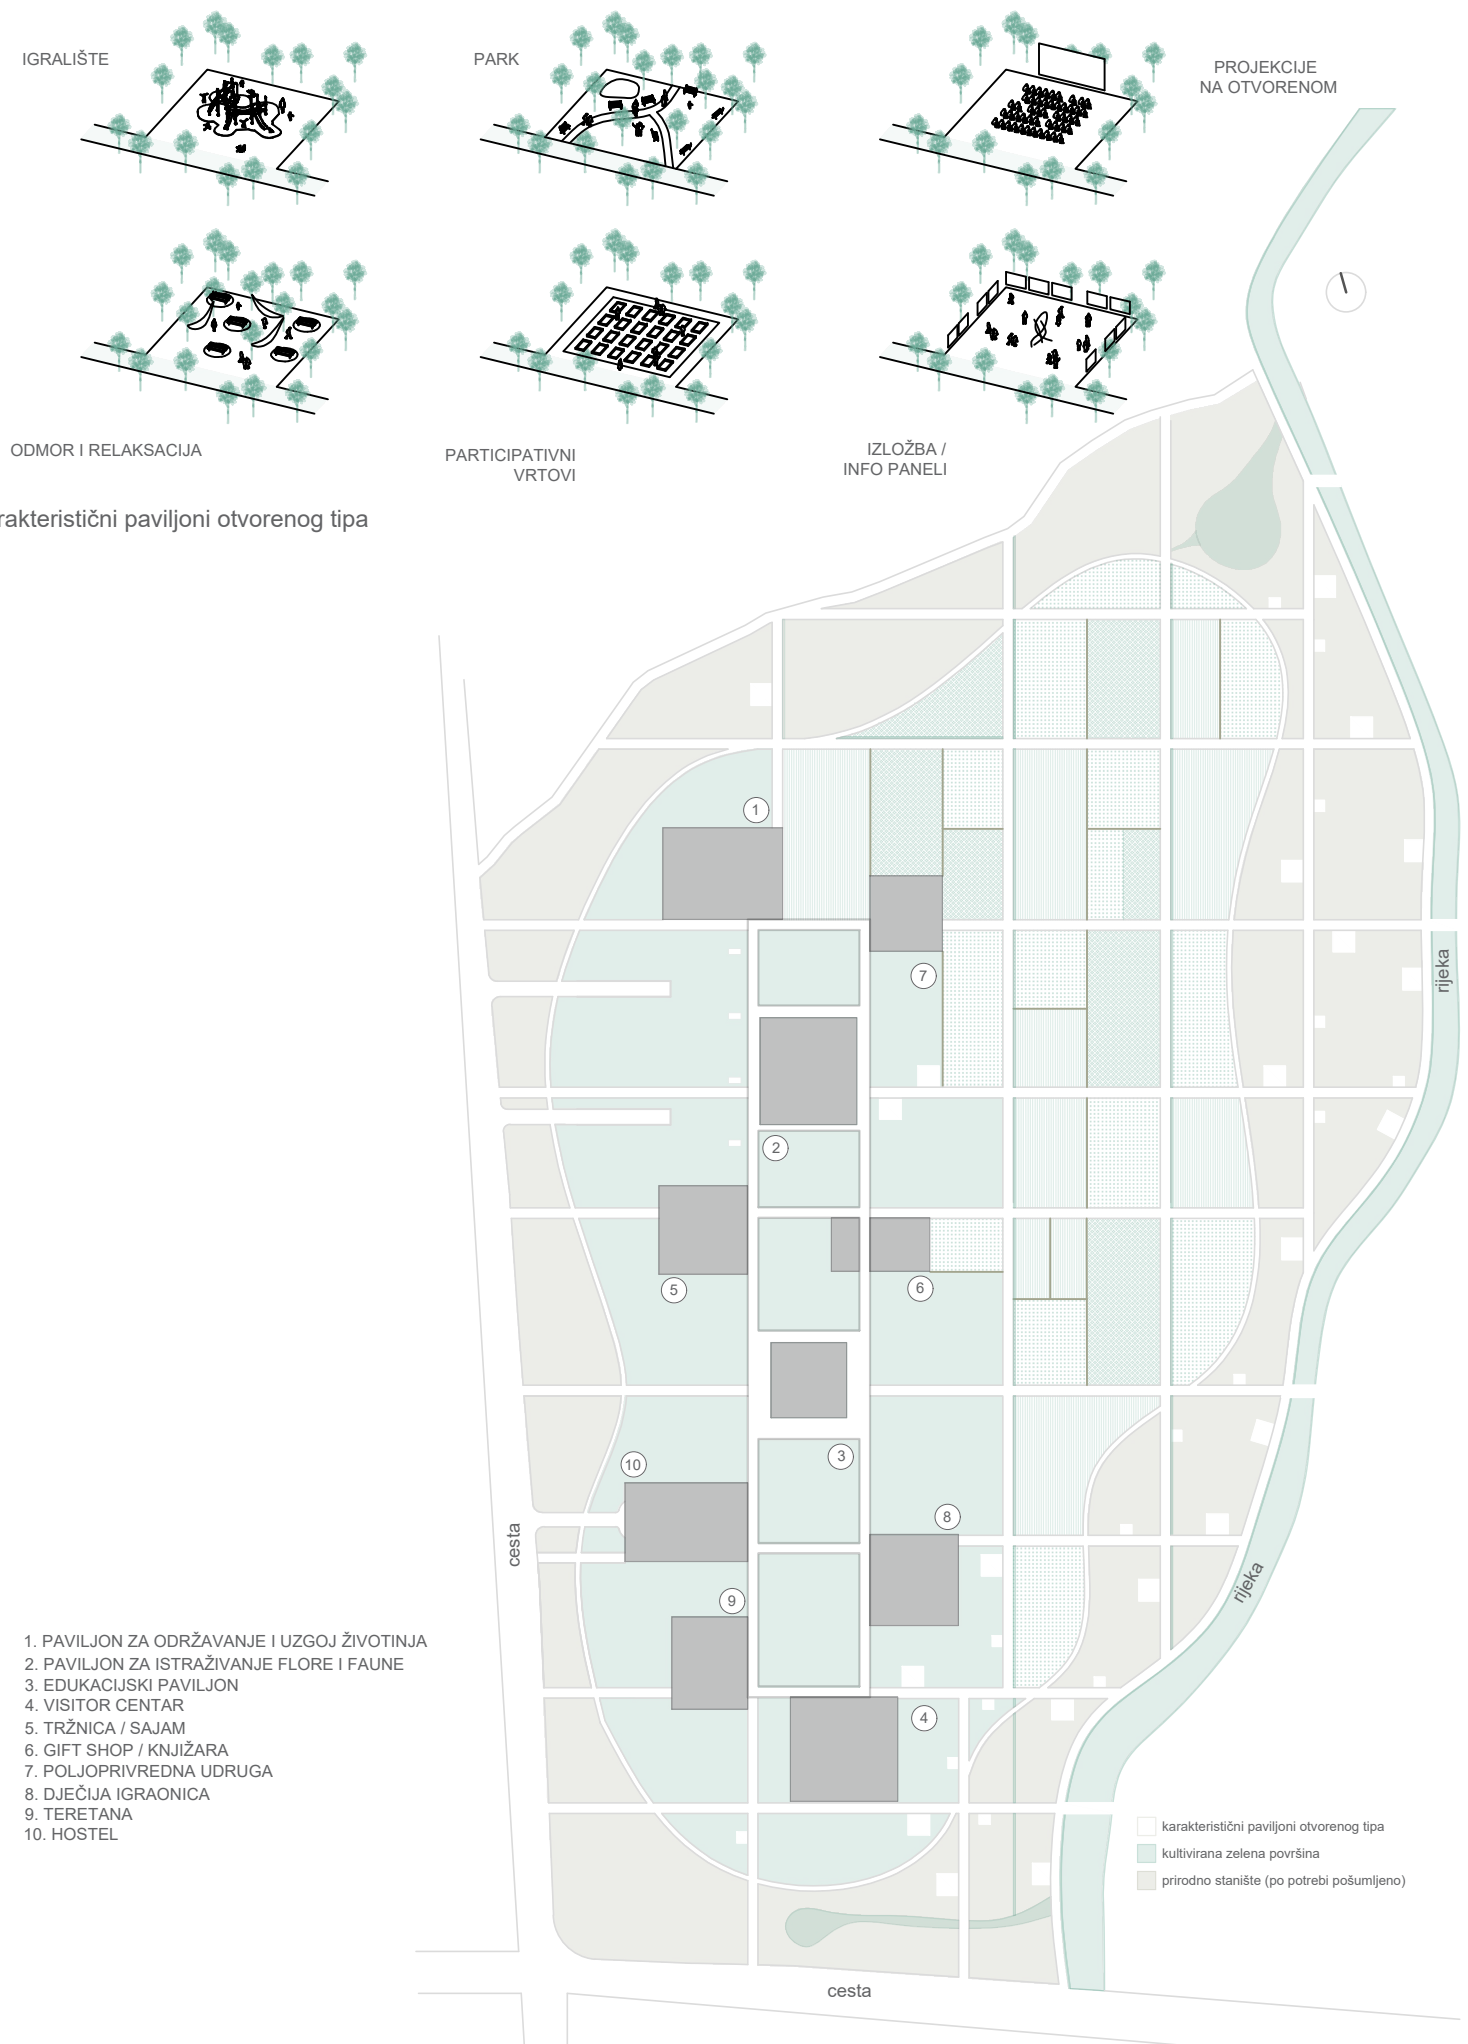 IGRALIŠTE
PARK
PROJEKCIJE
NA OTVORENOM
ODMOR I RELAKSACIJA
PARTICIPATIVNI
VRTOVI
IZLOŽBA /
INFO PANELI
rakteristični paviljoni otvorenog tipa
1
7
rijeka
2
5
6
3
10
8
cesta
rijeka
9
4
1. PAVILJON ZA ODRŽAVANJE I UZGOJ ŽIVOTINJA
2. PAVILJON ZA ISTRAŽIVANJE FLORE I FAUNE
3. EDUKACIJSKI PAVILJON
4. VISITOR CENTAR
5. TRŽNICA / SAJAM
6. GIFT SHOP / KNJIŽARA
7. POLJOPRIVREDNA UDRUGA
8. DJEČIJA IGRAONICA
9. TERETANA
10. HOSTEL
karakteristični paviljoni otvorenog tipa
kultivirana zelena površina
prirodno stanište (po potrebi pošumljeno)
cesta